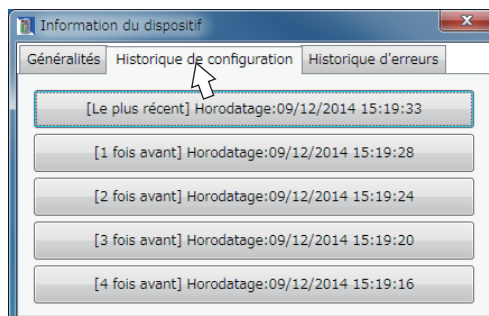 Information du dispositif
Généralités Historique de configuration Historique d'erreurs
[Le plus récent] Horodatage:09/12/2014 15:19:33
[1 fois avant] Horodatage:09/12/2014 15:19:28
[2 fois avant] Horodatage:09/12/2014 15:19:24
[3 fois avant] Horodatage:09/12/2014 15:19:20
[4 fois avant] Horodatage:09/12/2014 15:19:16